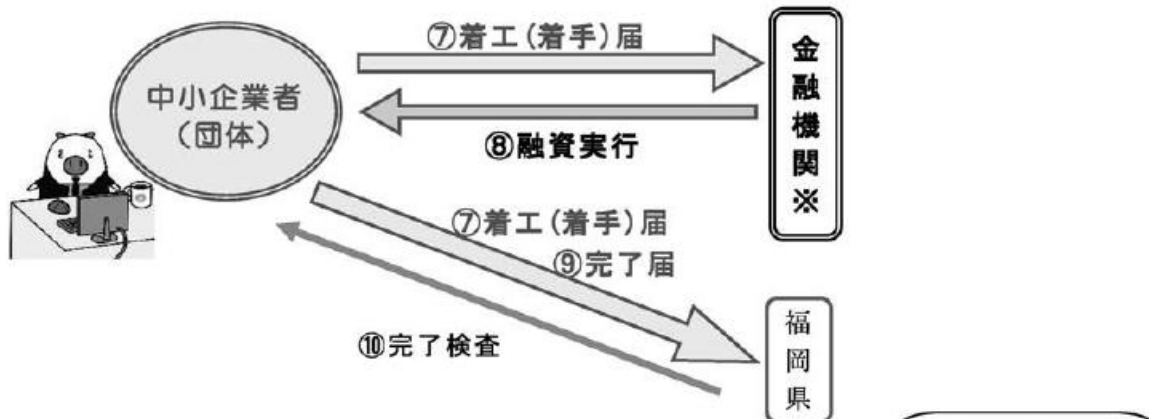 ⑦着工(着手)届
中小企業者
(団体)
金融機関※
⑧融資実行
⑦着工(着手)届
⑨完了届
⑩完了検査
福岡県